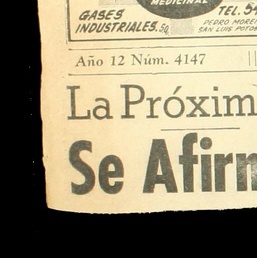 MEDICINAL
GASES
INDUSTRIALES.
TEL. 54
PEDRO MORE
SAN LUIS POTO
Año 12 Núm. 4147
La Próxim
Se Afirm